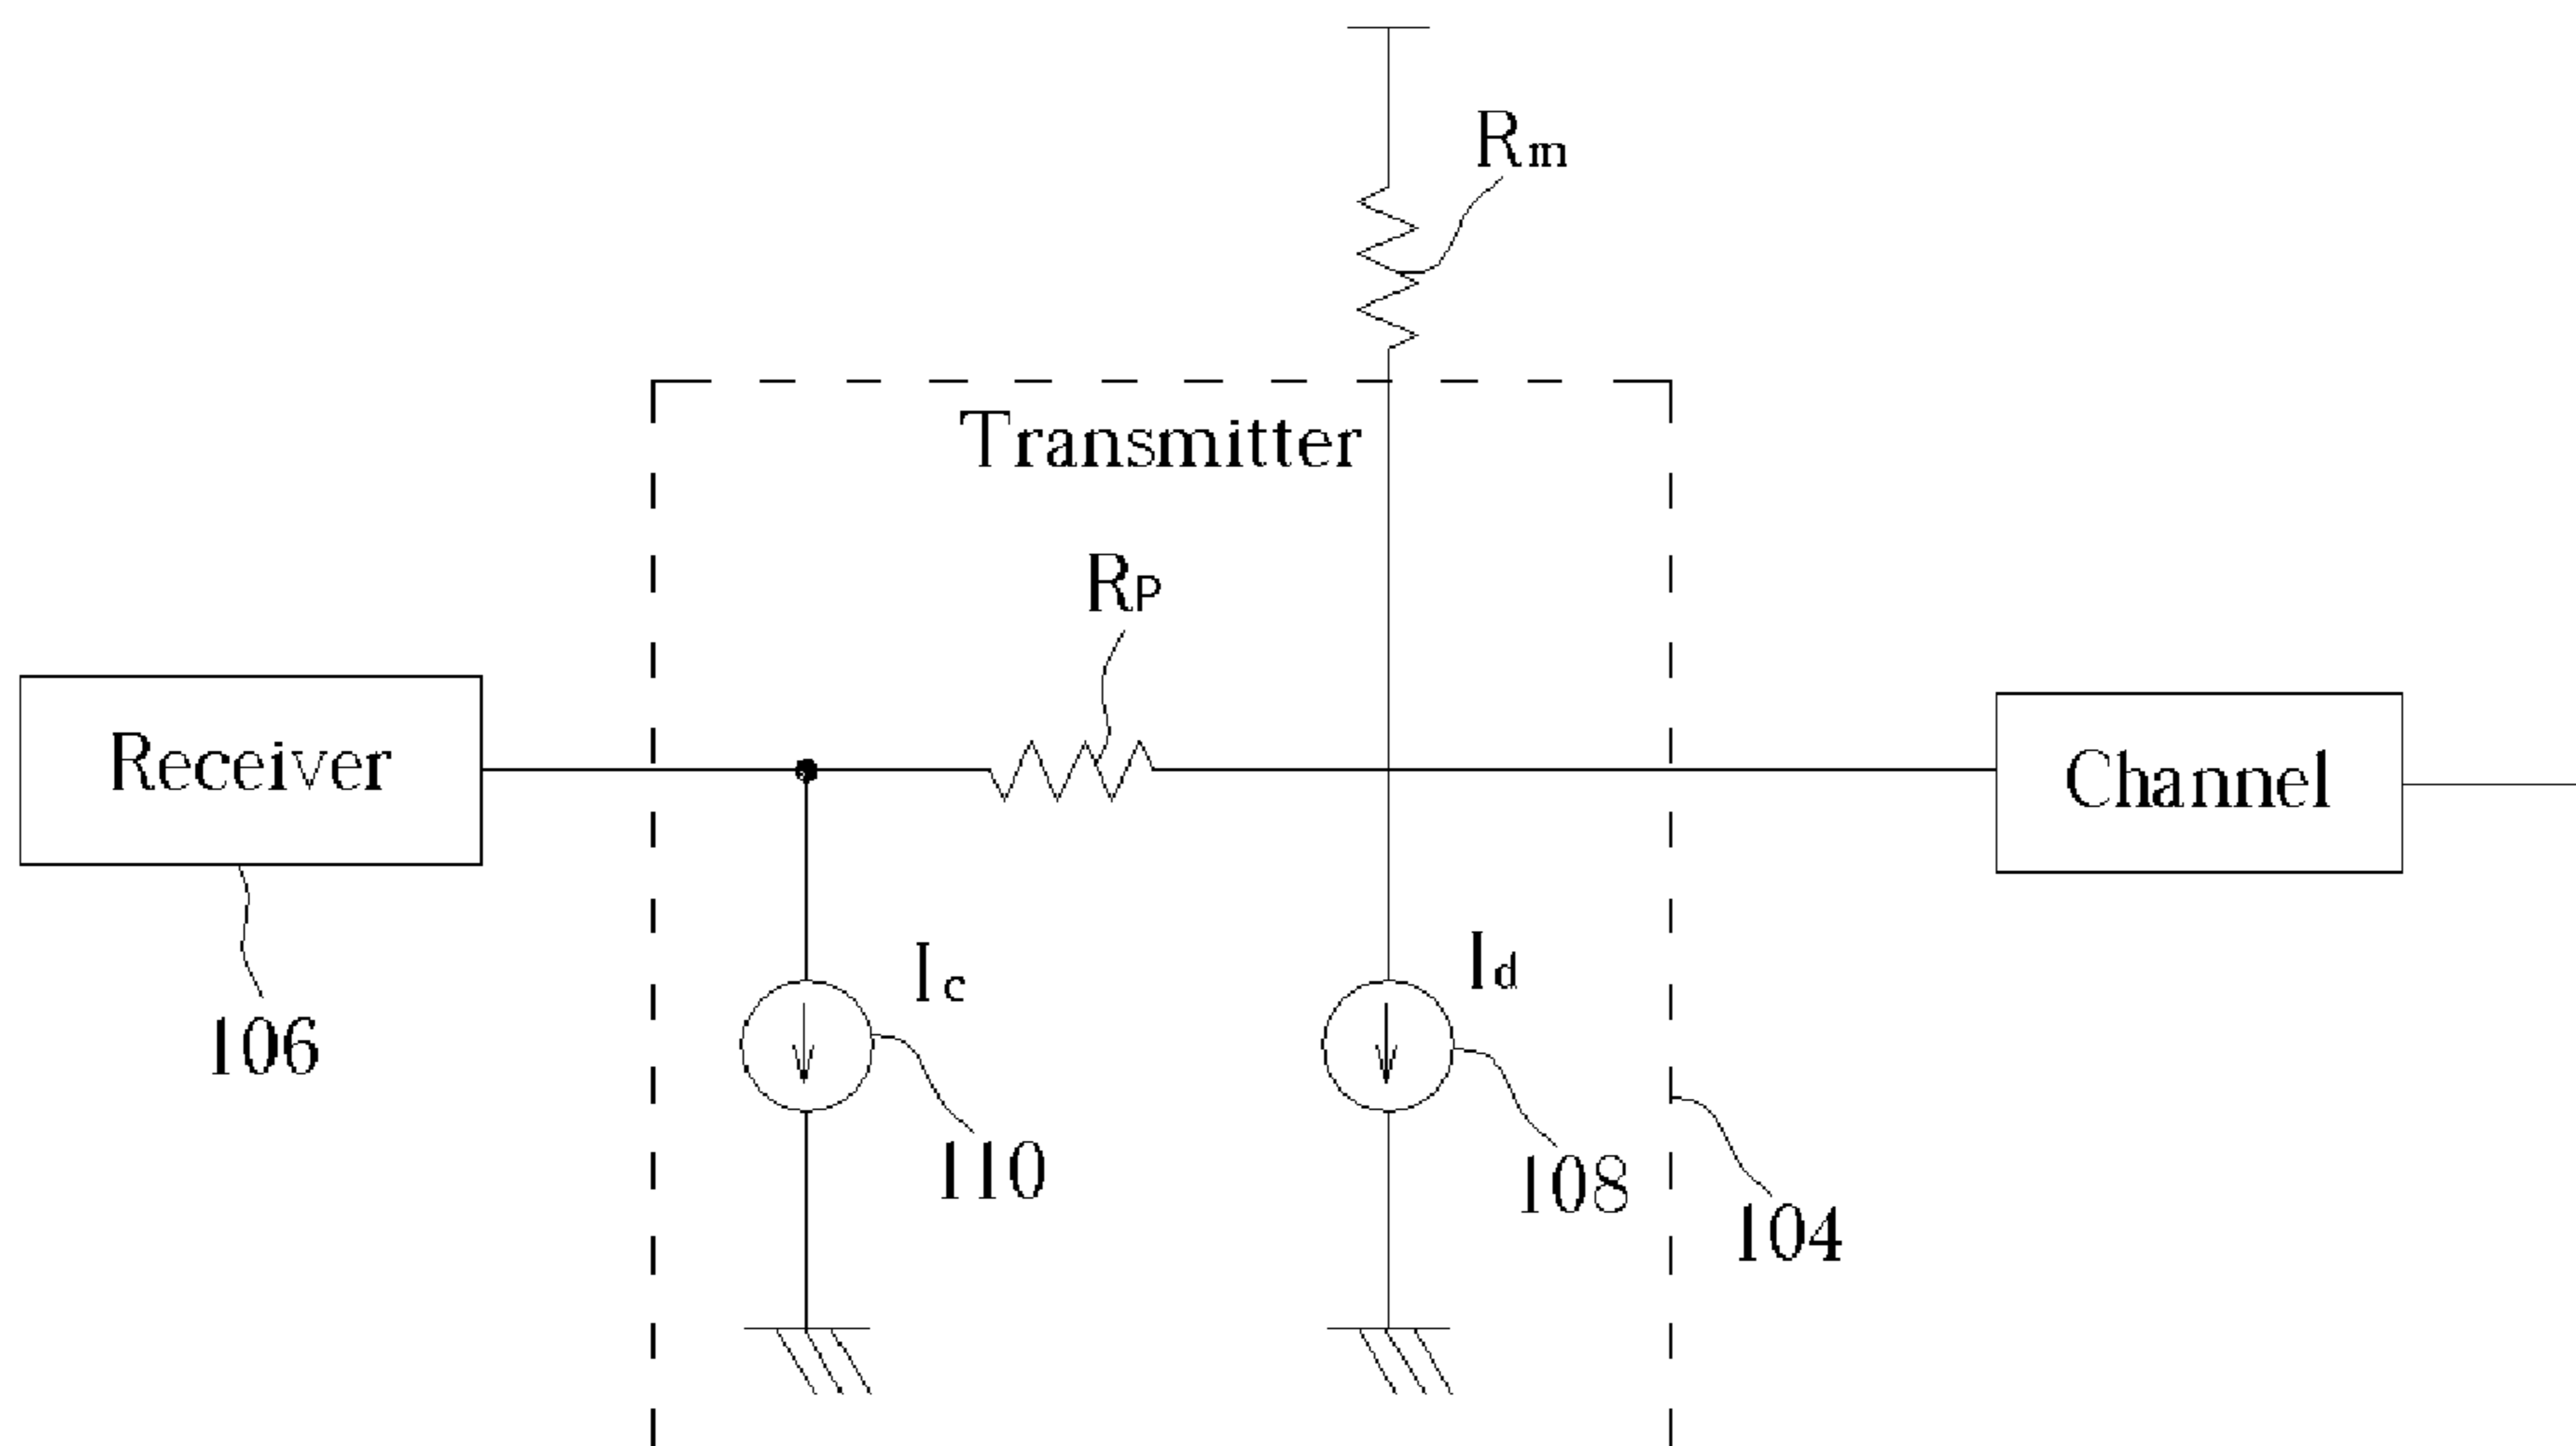 Rm
Transmitter
RP
Receiver
Channel
Ic
Id
106
110
108
104